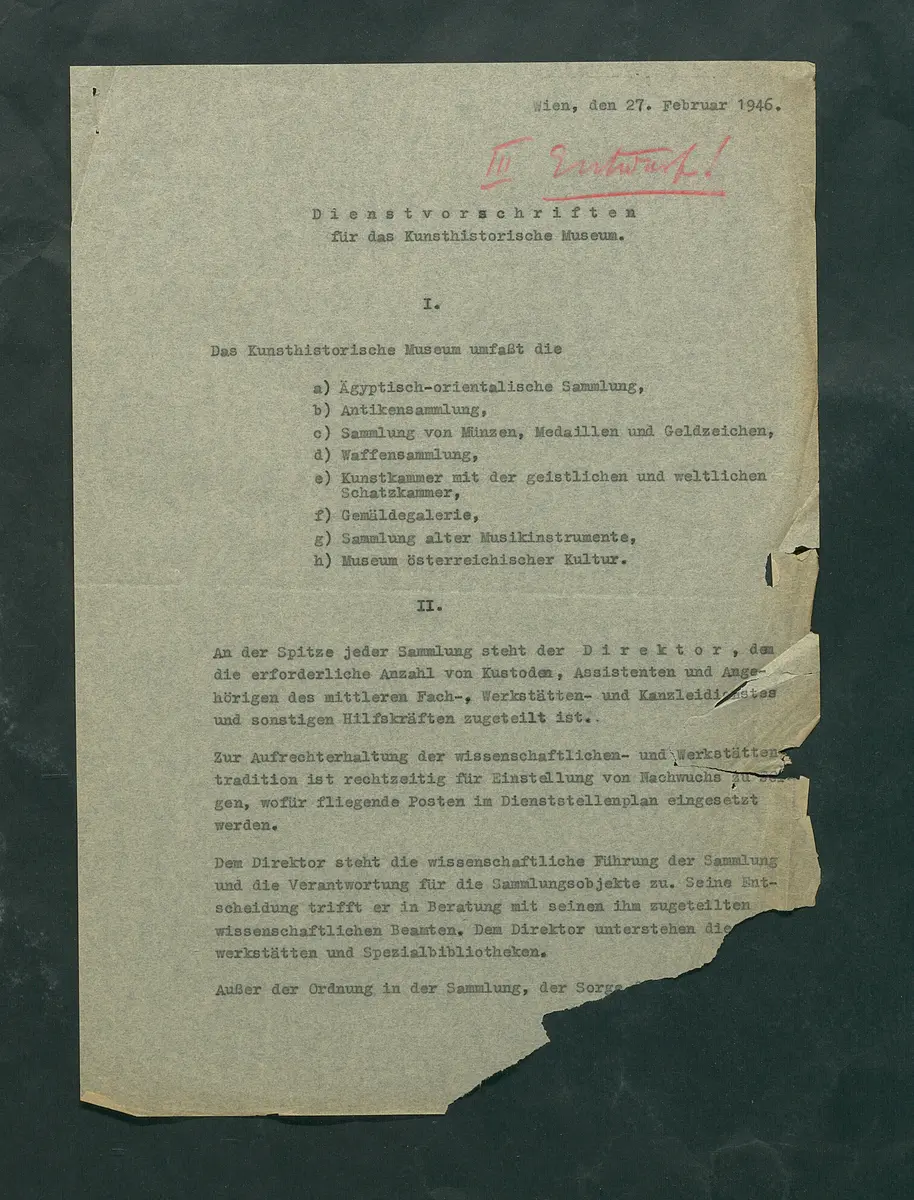 Wien, den 27. Februar 1946.
III Entwurf!
Dienstvorschriften
für das Kunsthistorische Museum.
I.
Das Kunsthistorische Museum umfaßt die
a) Ägyptisch-orientalische Sammlung,
b) Antikensammlung,
c) Sammlung von Münzen, Medaillen und Geldzeichen,
d) Waffensammlung,
e) Kunstkammer mit der geistlichen und weltlichen
Schatzkammer,
f) Gemäldegalerie,
g) Sammlung alter Musikinstrumente,
h) Museum österreichischer Kultur.
II.
An der Spitze jeder Sammlung steht der Direktor, dem
die erforderliche Anzahl von Kustoden, Assistenten und Ange-
hörigen des mittleren Fach-, Werkstätten- und Kanzleidienstes
und sonstigen Hilfskräften zugeteilt ist.
Zur Aufrechterhaltung der wissenschaftlichen- und Werkstätten
tradition ist rechtzeitig für Einstellung von Nachwuchs zu
gen, wofür fliegende Posten im Dienststellenplan eingesetzt
werden.
Dem Direktor steht die wissenschaftliche Führung der Sammlung
und die Verantwortung für die Sammlungsobjekte zu. Seine Ent-
scheidung trifft er in Beratung mit seinen ihm zugeteilten
wissenschaftlichen Beamten. Dem Direktor unterstehen die
werkstätten und Spezialbibliotheken.
Außer der Ordnung in der Sammlung, der Sorge